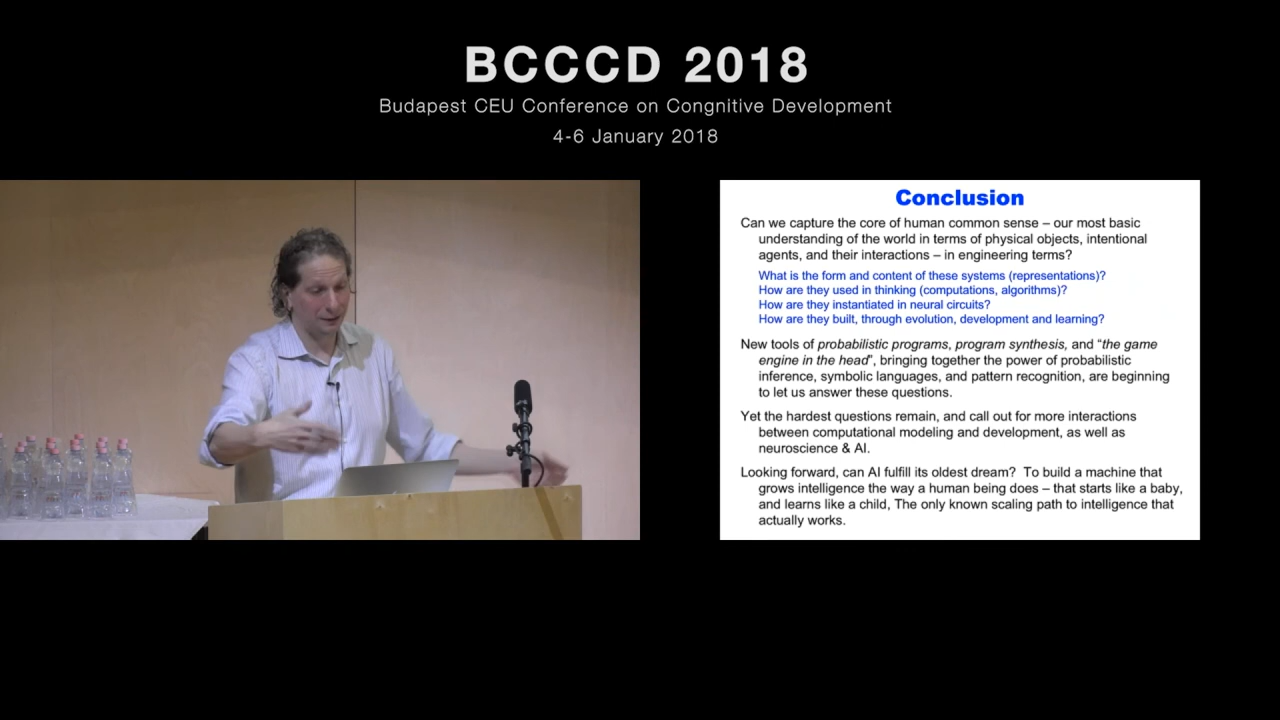 BCCCD 2018
Budapest CEU Conference on Congnitive Development
4-6 January 2018
Conclusion
Can we capture the core of human common sense – our most basic
understanding of the world in terms of physical objects, intentional
agents, and their interactions – in engineering terms?
What is the form and content of these systems (representations)?
How are they used in thinking (computations, algorithms)?
How are they instantiated in neural circuits?
How are they built, through evolution, development and learning?
New tools of probabilistic programs, program synthesis, and “the game
engine in the head”, bringing together the power of probabilistic
inference, symbolic languages, and pattern recognition, are beginning
to let us answer these questions.
Yet the hardest questions remain, and call out for more interactions
between computational modeling and development, as well as
neuroscience & AI.
Looking forward, can AI fulfill its oldest dream? To build a machine that
grows intelligence the way a human being does – that starts like a baby,
and learns like a child, The only known scaling path to intelligence that
actually works.